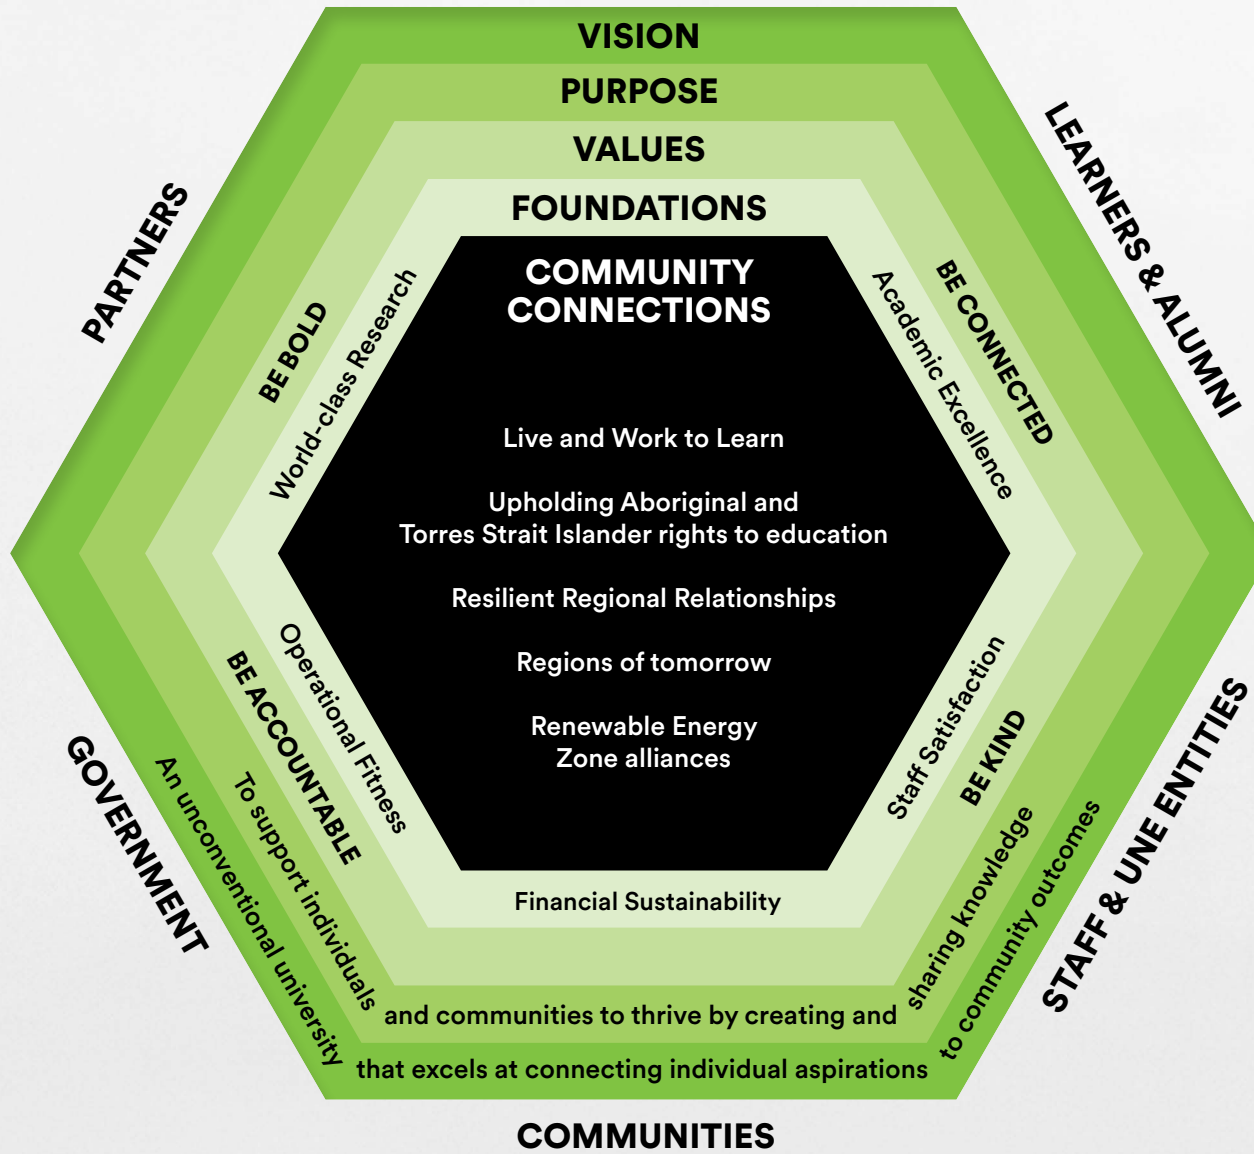 VISION
PURPOSE
VALUES
FOUNDATIONS
COMMUNITY
CONNECTIONS
Live and Work to Learn
Upholding Aboriginal and
Torres Strait Islander rights to education
Resilient Regional Relationships
Regions of tomorrow
Renewable Energy
Zone alliances
World-class Research
Academic Excellence
Operational Fitness
Staff Satisfaction
Financial Sustainability
BE BOLD
BE CONNECTED
BE ACCOUNTABLE
BE KIND
To support individuals
and communities to thrive by creating and
sharing knowledge
An unconventional university
that excels at connecting individual aspirations
to community outcomes
PARTNERS
LEARNERS & ALUMNI
GOVERNMENT
STAFF & UNE ENTITIES
COMMUNITIES